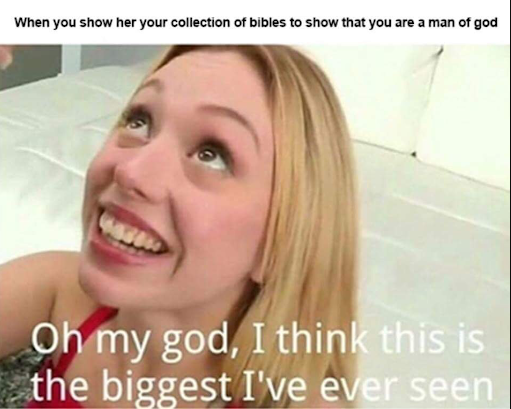 When you show her your collection of bibles to show that you are a man of god
Oh my god, I think this is
the biggest I've ever seen